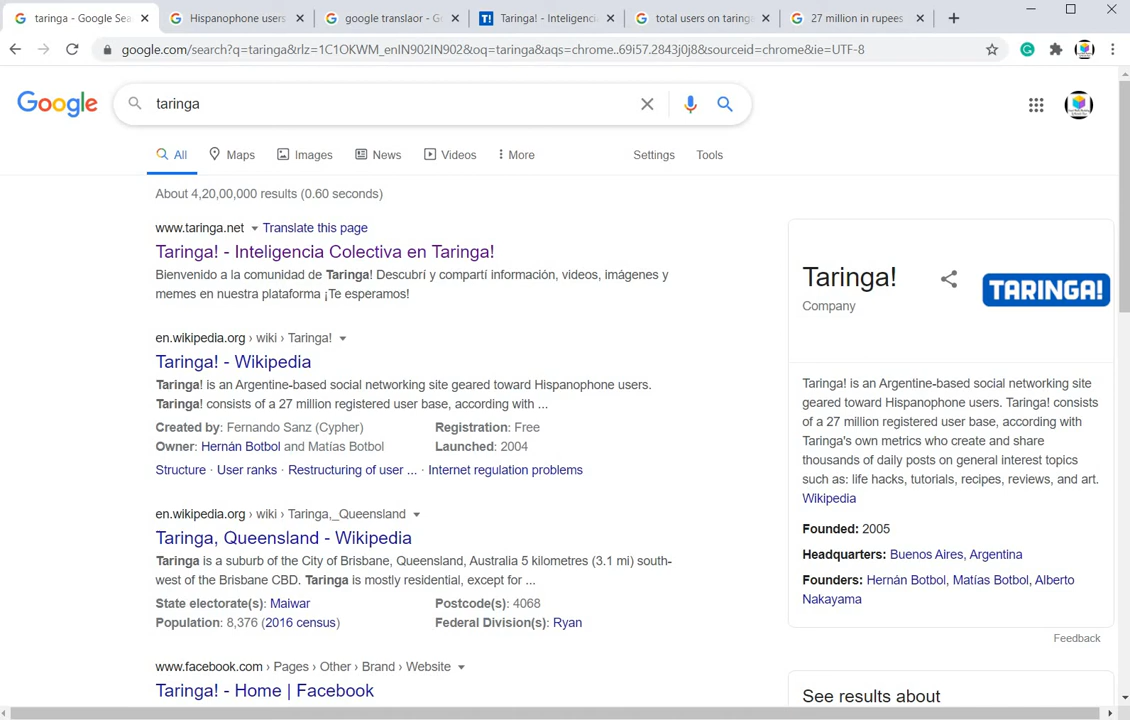 taringa - Google Sea
Hispanophone users
google translaor - Go
Taringa! - Inteligenci
total users on taring
27 million in rupees
google.com/search?q=taringa&rlz=1C1OKWM_enIN902IN902&oq=taringa&aqs=chrome..69i57.2843j0j8&sourceid=chrome&ie=UTF-8
Google
taringa
All Maps Images News Videos More Settings Tools
About 4,20,00,000 results (0.60 seconds)
www.taringa.net Translate this page
Taringa! - Inteligencia Colectiva en Taringa!
Bienvenido a la comunidad de Taringa! Descubrí y compartí información, videos, imágenes y
memes en nuestra plataforma ¡Te esperamos!
en.wikipedia.org › wiki › Taringa!
Taringa! - Wikipedia
Taringa! is an Argentine-based social networking site geared toward Hispanophone users.
Taringa! consists of a 27 million registered user base, according with ...
Created by: Fernando Sanz (Cypher) Registration: Free
Owner: Hernán Botbol and Matías Botbol Launched: 2004
Structure · User ranks · Restructuring of user ... · Internet regulation problems
en.wikipedia.org › wiki › Taringa,_Queensland
Taringa, Queensland - Wikipedia
Taringa is a suburb of the City of Brisbane, Queensland, Australia 5 kilometres (3.1 mi) south-
west of the Brisbane CBD. Taringa is mostly residential, except for ...
State electorate(s): Maiwar Postcode(s): 4068
Population: 8,376 (2016 census) Federal Division(s): Ryan
www.facebook.com › Pages › Other › Brand › Website
Taringa! - Home | Facebook
Taringa!
Company
TARINGA!
Taringa! is an Argentine-based social networking site
geared toward Hispanophone users. Taringa! consists
of a 27 million registered user base, according with
Taringa's own metrics who create and share
thousands of daily posts on general interest topics
such as: life hacks, tutorials, recipes, reviews, and art.
Wikipedia
Founded: 2005
Headquarters: Buenos Aires, Argentina
Founders: Hernán Botbol, Matías Botbol, Alberto
Nakayama
Feedback
See results about